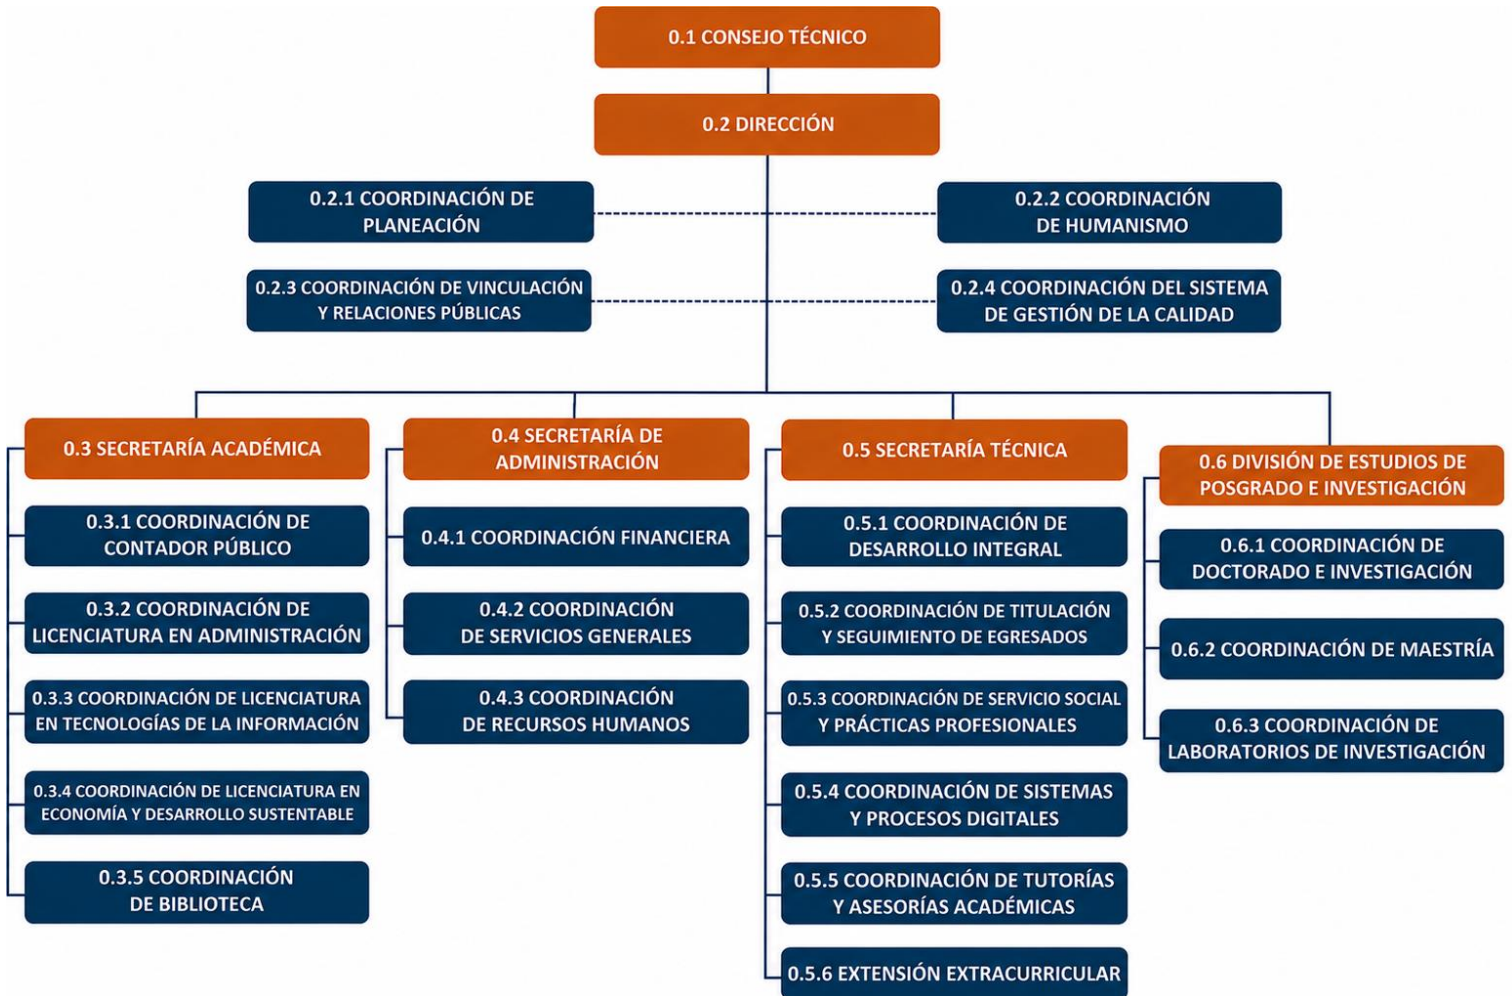 0.1 CONSEJO TÉCNICO
0.2 DIRECCIÓN
0.2.1 COORDINACIÓN DE
PLANEACIÓN
0.2.2 COORDINACIÓN
DE HUMANISMO
0.2.3 COORDINACIÓN DE VINCULACIÓN
Y RELACIONES PÚBLICAS
0.2.4 COORDINACIÓN DEL SISTEMA
DE GESTIÓN DE LA CALIDAD
0.3 SECRETARÍA ACADÉMICA
0.3.1 COORDINACIÓN DE
CONTADOR PÚBLICO
0.3.2 COORDINACIÓN DE
LICENCIATURA EN ADMINISTRACIÓN
0.3.3 COORDINACIÓN DE LICENCIATURA
EN TECNOLOGÍAS DE LA INFORMACIÓN
0.3.4 COORDINACIÓN DE LICENCIATURA EN
ECONOMÍA Y DESARROLLO SUSTENTABLE
0.3.5 COORDINACIÓN
DE BIBLIOTECA
0.4 SECRETARÍA DE
ADMINISTRACIÓN
0.4.1 COORDINACIÓN FINANCIERA
0.4.2 COORDINACIÓN
DE SERVICIOS GENERALES
0.4.3 COORDINACIÓN
DE RECURSOS HUMANOS
0.5 SECRETARÍA TÉCNICA
0.5.1 COORDINACIÓN DE
DESARROLLO INTEGRAL
0.5.2 COORDINACIÓN DE TITULACIÓN
Y SEGUIMIENTO DE EGRESADOS
0.5.3 COORDINACIÓN DE SERVICIO SOCIAL
Y PRÁCTICAS PROFESIONALES
0.5.4 COORDINACIÓN DE SISTEMAS
Y PROCESOS DIGITALES
0.5.5 COORDINACIÓN DE TUTORÍAS
Y ASESORÍAS ACADÉMICAS
0.5.6 EXTENSIÓN EXTRACURRICULAR
0.6 DIVISIÓN DE ESTUDIOS DE
POSGRADO E INVESTIGACIÓN
0.6.1 COORDINACIÓN DE
DOCTORADO E INVESTIGACIÓN
0.6.2 COORDINACIÓN DE MAESTRÍA
0.6.3 COORDINACIÓN DE
LABORATORIOS DE INVESTIGACIÓN